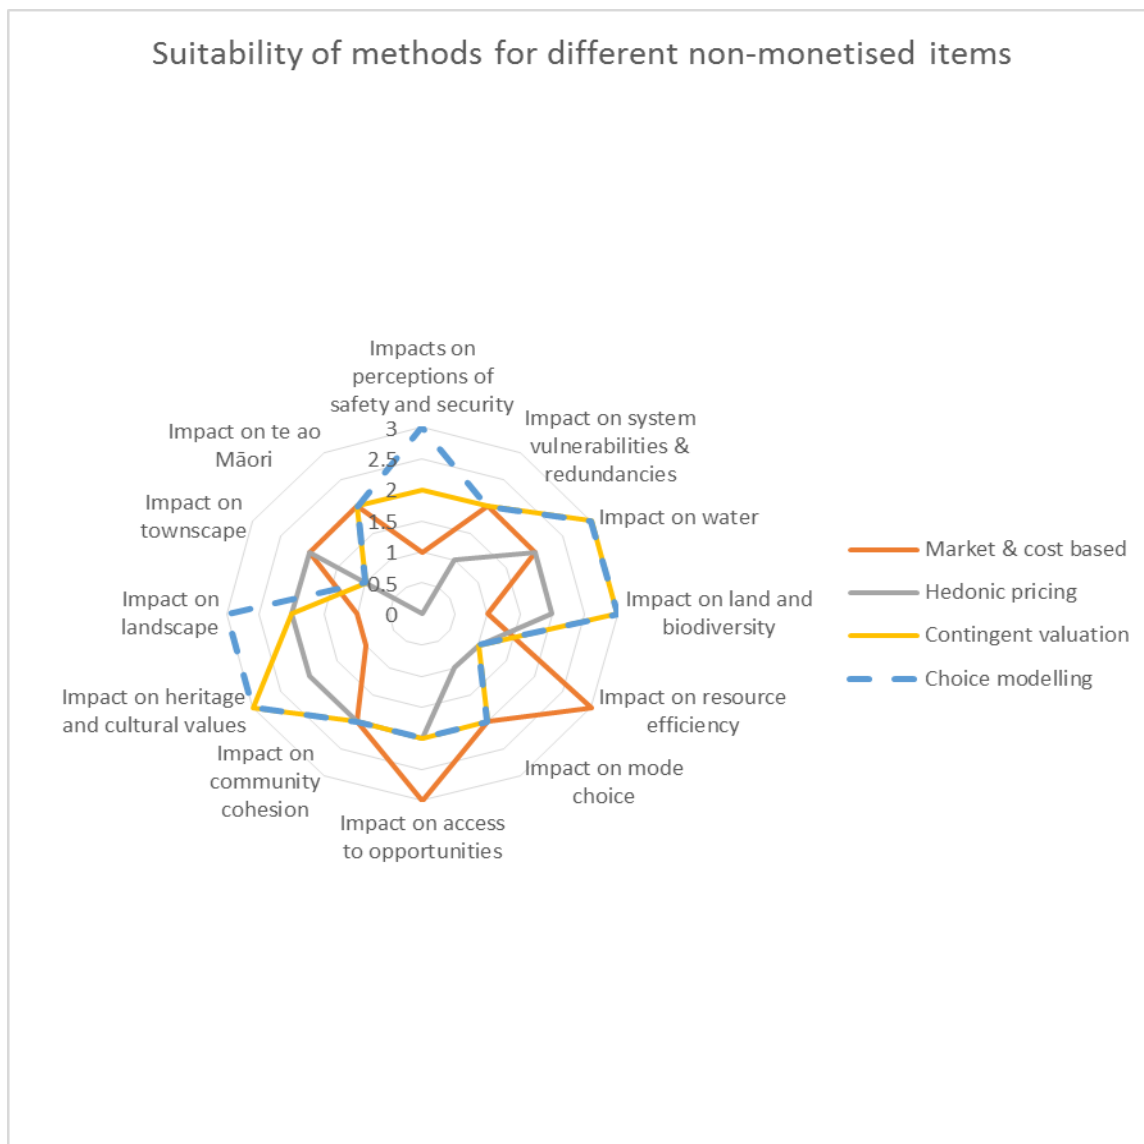 Suitability of methods for different non-monetised items
Impacts on
perceptions of
safety and security
Impact on system
vulnerabilities &
redundancies
Impact on water
Impact on land and
biodiversity
Impact on resource
efficiency
Impact on mode
choice
Impact on access
to opportunities
Impact on
community
cohesion
Impact on heritage
and cultural values
Impact on
landscape
Impact on
townscape
Impact on te ao
Māori
3
2.5
2
1.5
1
0.5
0
Market & cost based
Hedonic pricing
Contingent valuation
Choice modelling